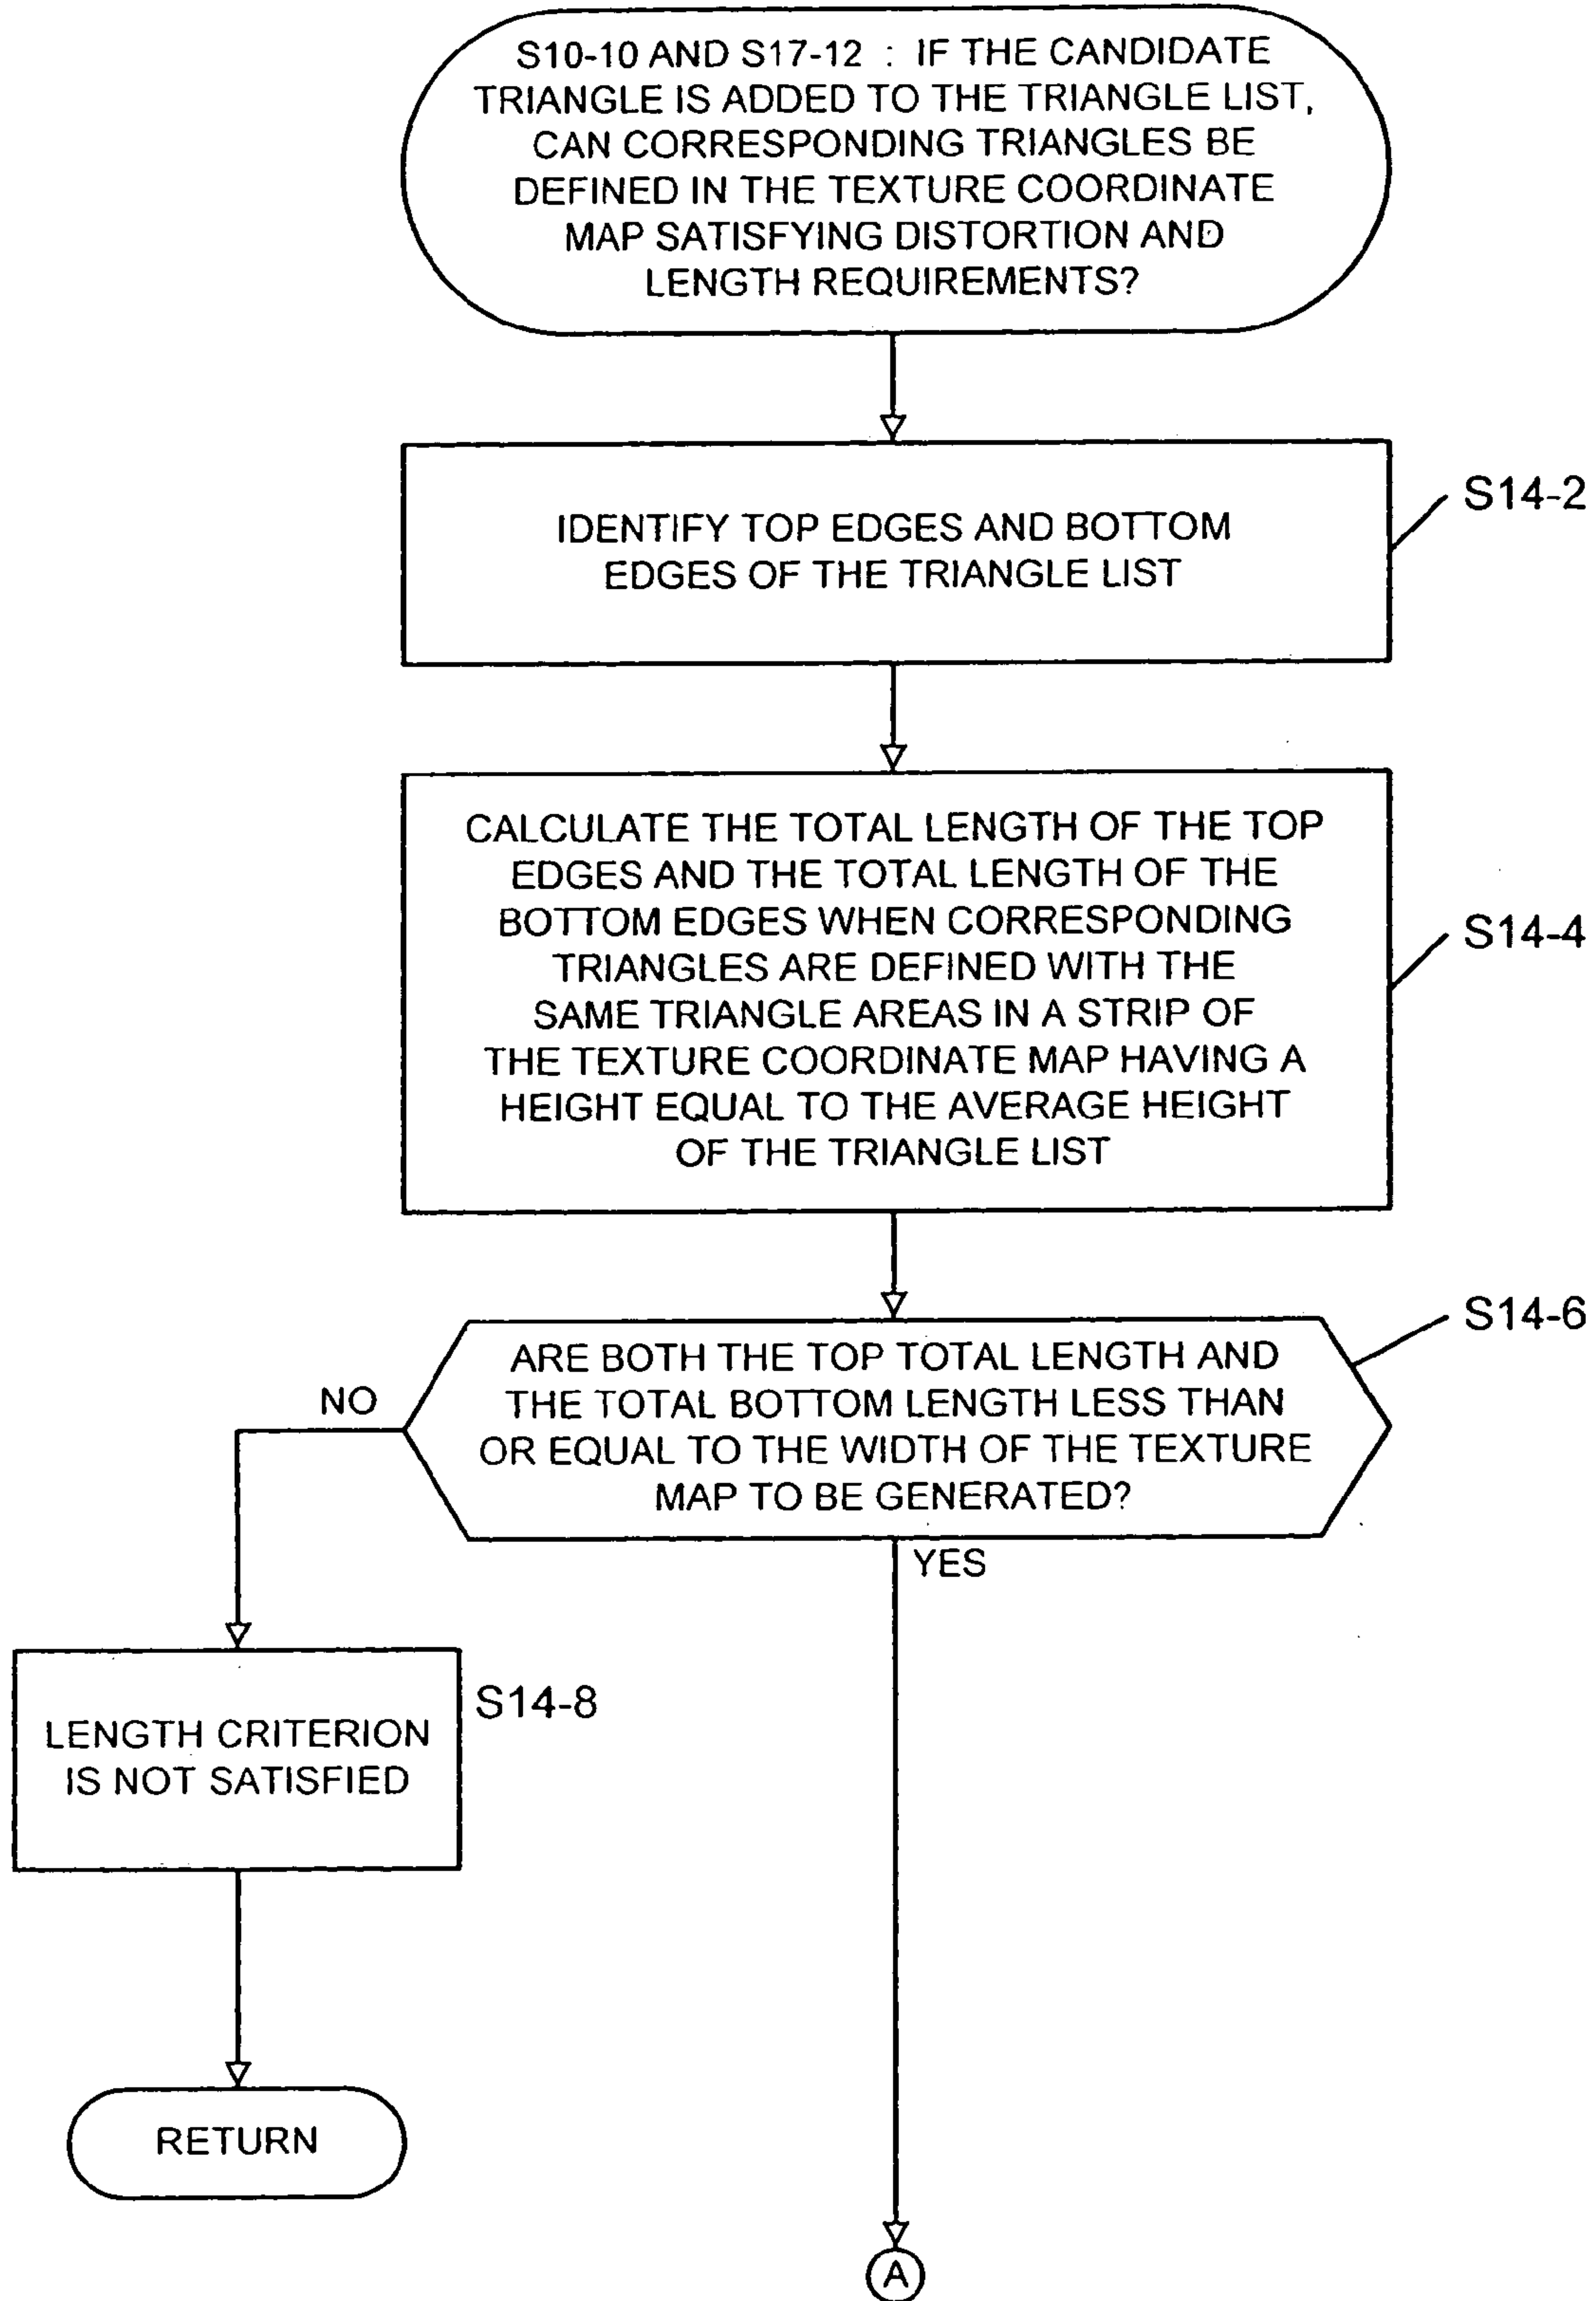 S10-10 AND S17-12 : IF THE CANDIDATE
TRIANGLE IS ADDED TO THE TRIANGLE LIST,
CAN CORRESPONDING TRIANGLES BE
DEFINED IN THE TEXTURE COORDINATE
MAP SATISFYING DISTORTION AND
LENGTH REQUIREMENTS?
S14-2
IDENTIFY TOP EDGES AND BOTTOM
EDGES OF THE TRIANGLE LIST
CALCULATE THE TOTAL LENGTH OF THE TOP
EDGES AND THE TOTAL LENGTH OF THE
BOTTOM EDGES WHEN CORRESPONDING
TRIANGLES ARE DEFINED WITH THE
SAME TRIANGLE AREAS IN A STRIP OF
THE TEXTURE COORDINATE MAP HAVING A
HEIGHT EQUAL TO THE AVERAGE HEIGHT
OF THE TRIANGLE LIST
S14-4
S14-6
ARE BOTH THE TOP TOTAL LENGTH AND
THE TOTAL BOTTOM LENGTH LESS THAN
OR EQUAL TO THE WIDTH OF THE TEXTURE
MAP TO BE GENERATED?
NO
YES
S14-8
LENGTH CRITERION
IS NOT SATISFIED
RETURN
A